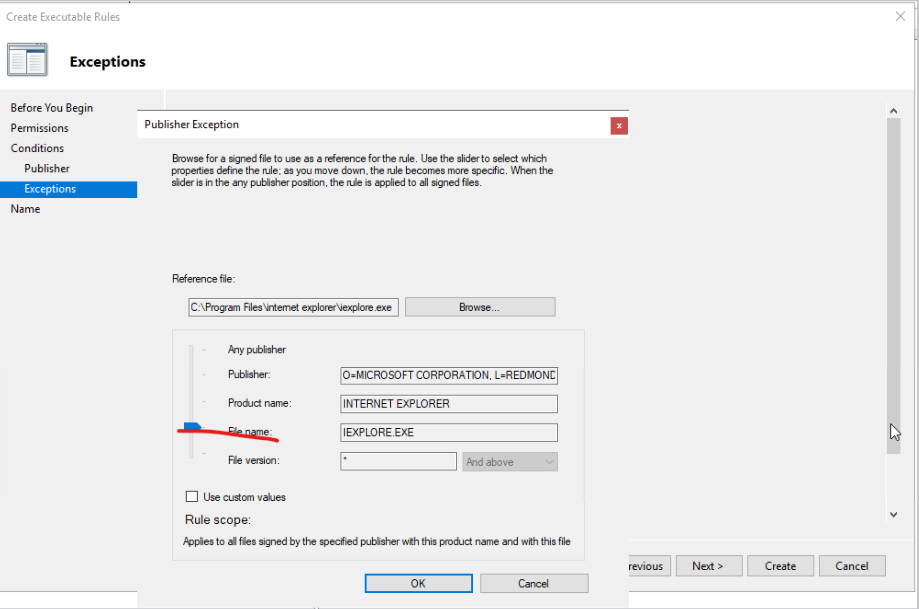 Create Executable Rules
Exceptions
Before You Begin
Permissions
Conditions
Publisher
Exceptions
Name
Publisher Exception
x
Browse for a signed file to use as a reference for the rule. Use the slider to select which
properties define the rule; as you move down, the rule becomes more specific. When the
slider is in the any publisher position, the rule is applied to all signed files.
Reference file:
C:\Program Files\internet explorer\iexplore.exe
Browse...
Any publisher
Publisher:
O=MICROSOFT CORPORATION, L=REDMOND
Product name:
INTERNET EXPLORER
File name:
IEXPLORE.EXE
File version:
*
And above
Use custom values
Rule scope:
Applies to all files signed by the specified publisher with this product name and with this file
OK
Cancel
revious
Next >
Create
Cancel